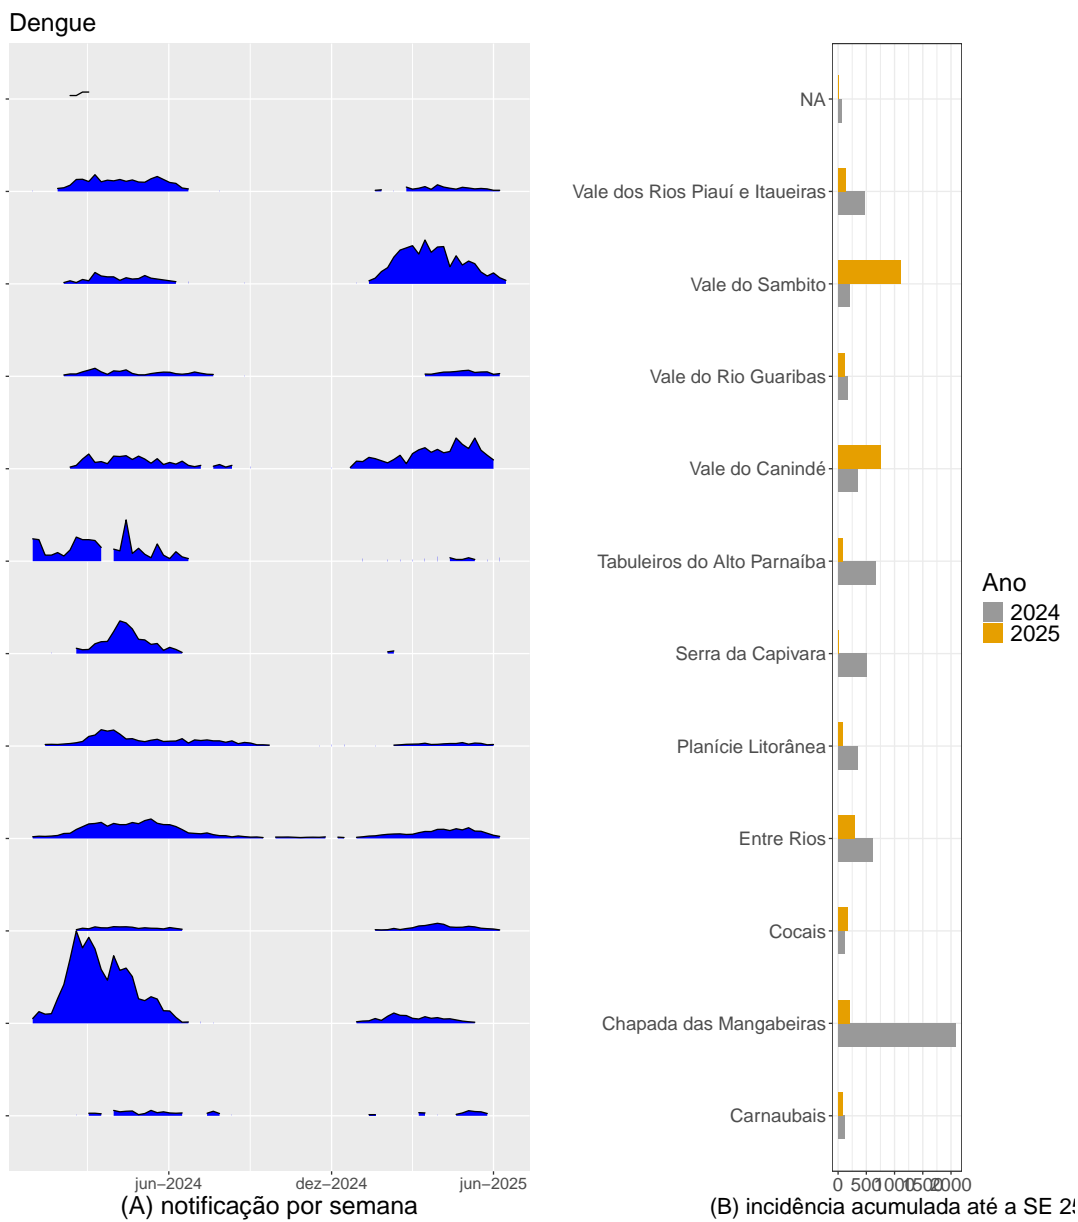 Dengue
NA
Vale dos Rios Piauí e Itaueiras
Vale do Sambito
Vale do Rio Guaribas
Vale do Canindé
Tabuleiros do Alto Parnaíba
Serra da Capivara
Planície Litorânea
Entre Rios
Cocais
Chapada das Mangabeiras
Carnaubais
Ano
2024
2025
jun−2024 dez−2024 jun−2025
0 500 1000 1500 2000
(A) notificação por semana
(B) incidência acumulada até a SE 25